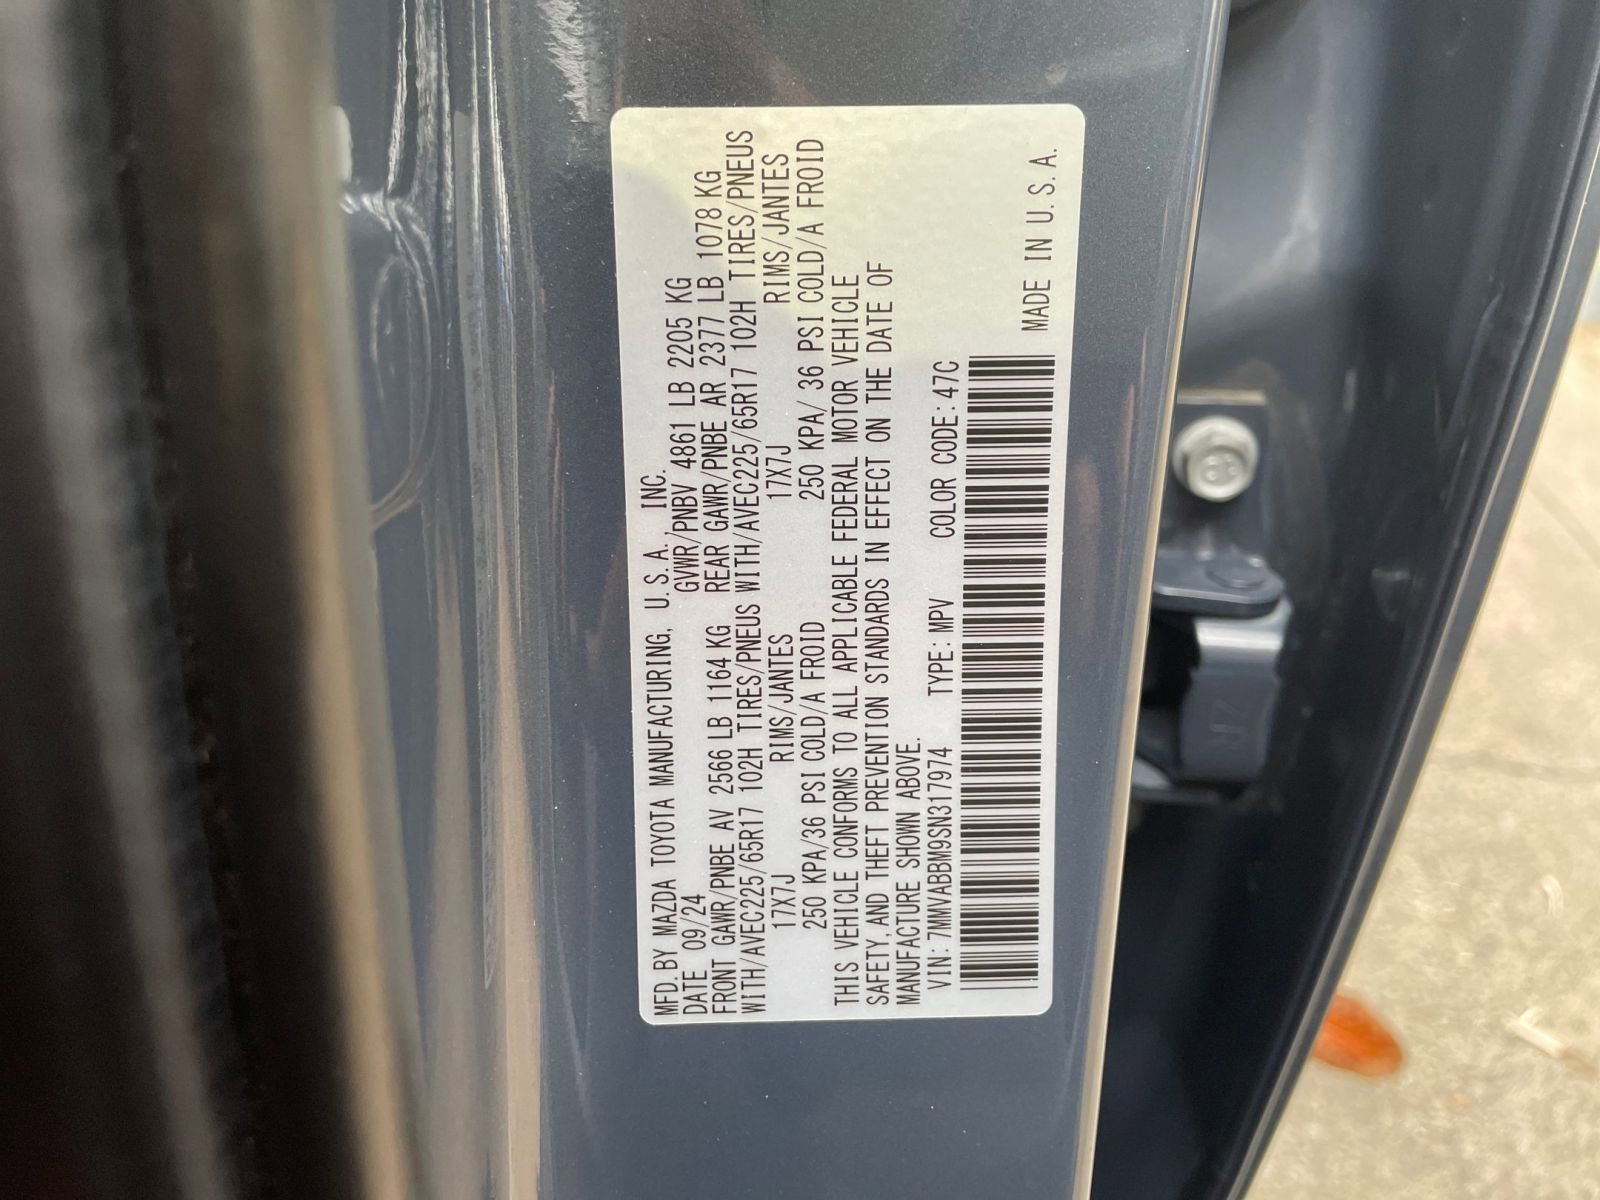 MFD. BY MAZDA TOYOTA MANUFACTURING, U.S.A., INC.
DATE 09/24 GVWR/PNBV 4861 LB 2205 KG
FRONT GAWR/PNBE AV 2566 LB 1164 KG REAR GAWR/PNBE AR 2377 LB 1078 KG
WITH/AVEC225/65R17 102H TIRES/PNEUS WITH/AVEC225/65R17 102H TIRES/PNEUS
17X7J RIMS/JANTES 17X7J RIMS/JANTES
250 KPA/36 PSI COLD/A FROID 250 KPA/ 36 PSI COLD/A FROID
THIS VEHICLE CONFORMS TO ALL APPLICABLE FEDERAL MOTOR VEHICLE
SAFETY, AND THEFT PREVENTION STANDARDS IN EFFECT ON THE DATE OF
MANUFACTURE SHOWN ABOVE.
VIN: 7MMVABBM9SN317974 TYPE: MPV COLOR CODE: 47C
MADE IN U.S.A.